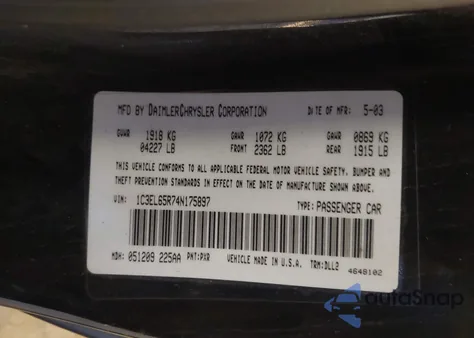 MFD BY DAIMLERCHRYSLER CORPORATION DATE OF MFR: 5-03
GVWR 1918 KG GAWR 1072 KG GAWR 0869 KG
04227 LB FRONT 2362 LB REAR 1915 LB
THIS VEHICLE CONFORMS TO ALL APPLICABLE FEDERAL MOTOR VEHICLE SAFETY, BUMPER AND
THEFT PREVENTION STANDARDS IN EFFECT ON THE DATE OF MANUFACTURE SHOWN ABOVE.
VIN: 1C3EL65R74N175897 TYPE: PASSENGER CAR
MDH: 051209 225AA PNT:PXR VEHICLE MADE IN U.S.A. TRM:DLL2
4648102
autoSnap